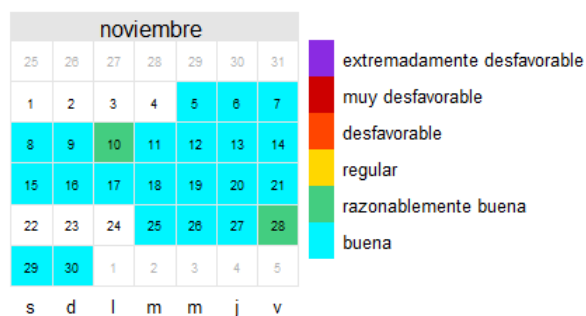 noviembre
25 26 27 28 29 30 31
1 2 3 4 5 6 7
8 9 10 11 12 13 14
15 16 17 18 19 20 21
22 23 24 25 26 27 28
29 30 1 2 3 4 5
s d l m m j v
extremadamente desfavorable
muy desfavorable
desfavorable
regular
razonablemente buena
buena